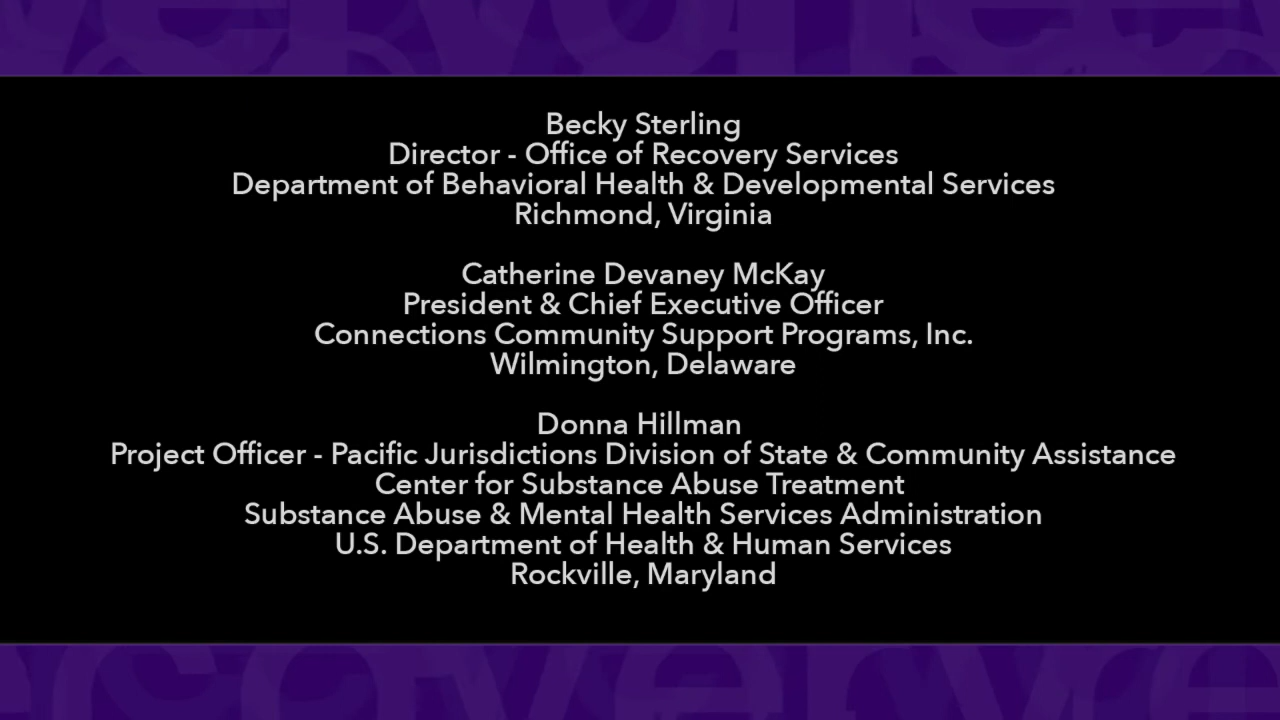 Becky Sterling
Director - Office of Recovery Services
Department of Behavioral Health & Developmental Services
Richmond, Virginia
Catherine Devaney McKay
President & Chief Executive Officer
Connections Community Support Programs, Inc.
Wilmington, Delaware
Donna Hillman
Project Officer - Pacific Jurisdictions Division of State & Community Assistance
Center for Substance Abuse Treatment
Substance Abuse & Mental Health Services Administration
U.S. Department of Health & Human Services
Rockville, Maryland